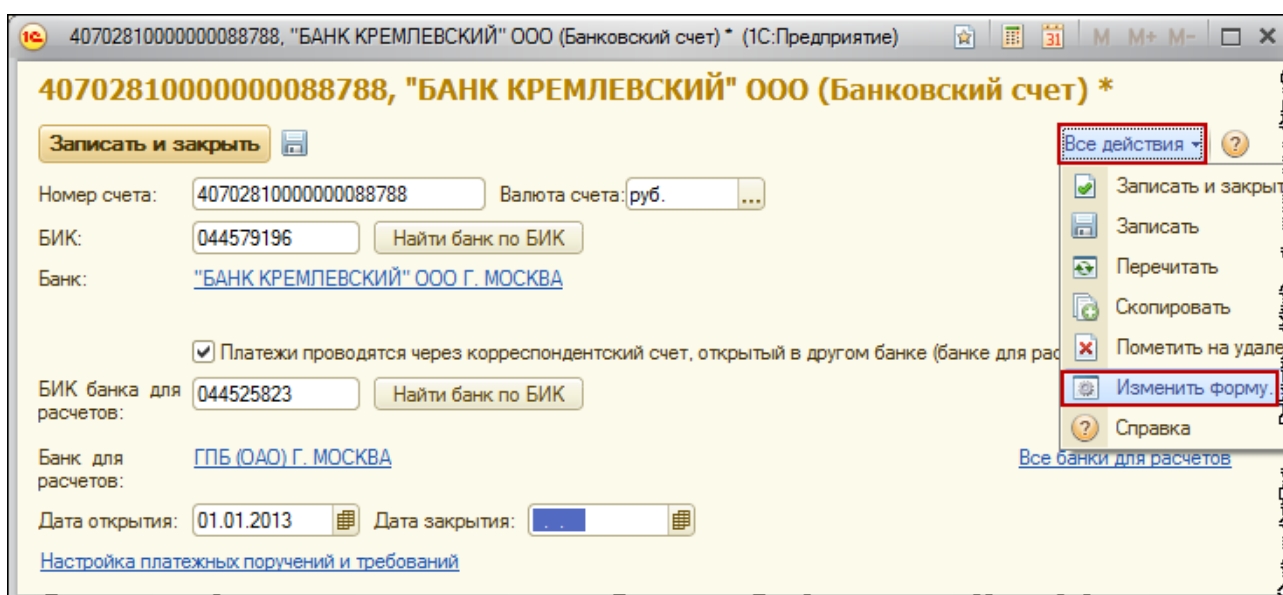 40702810000000088788, "БАНК КРЕМЛЕВСКИЙ" ООО (Банковский счет) * (1С:Предприятие) 31 M M+ M-
40702810000000088788, "БАНК КРЕМЛЕВСКИЙ" ООО (Банковский счет) *
Записать и закрыть Все действия
Номер счета: 40702810000000088788 Валюта счета: руб. ...
Записать и закрыт
БИК: 044579196 Найти банк по БИК
Записать
Банк: "БАНК КРЕМЛЕВСКИЙ" ООО Г. МОСКВА
Перечитать
Скопировать
Платежи проводятся через корреспондентский счет, открытый в другом банке (банке для рас
Пометить на удале
БИК банка для расчетов: 044525823 Найти банк по БИК
Изменить форму.
Справка
Банк для расчетов: ГПБ (ОАО) Г. МОСКВА Все банки для расчетов
Дата открытия: 01.01.2013 Дата закрытия: . .
Настройка платежных поручений и требований